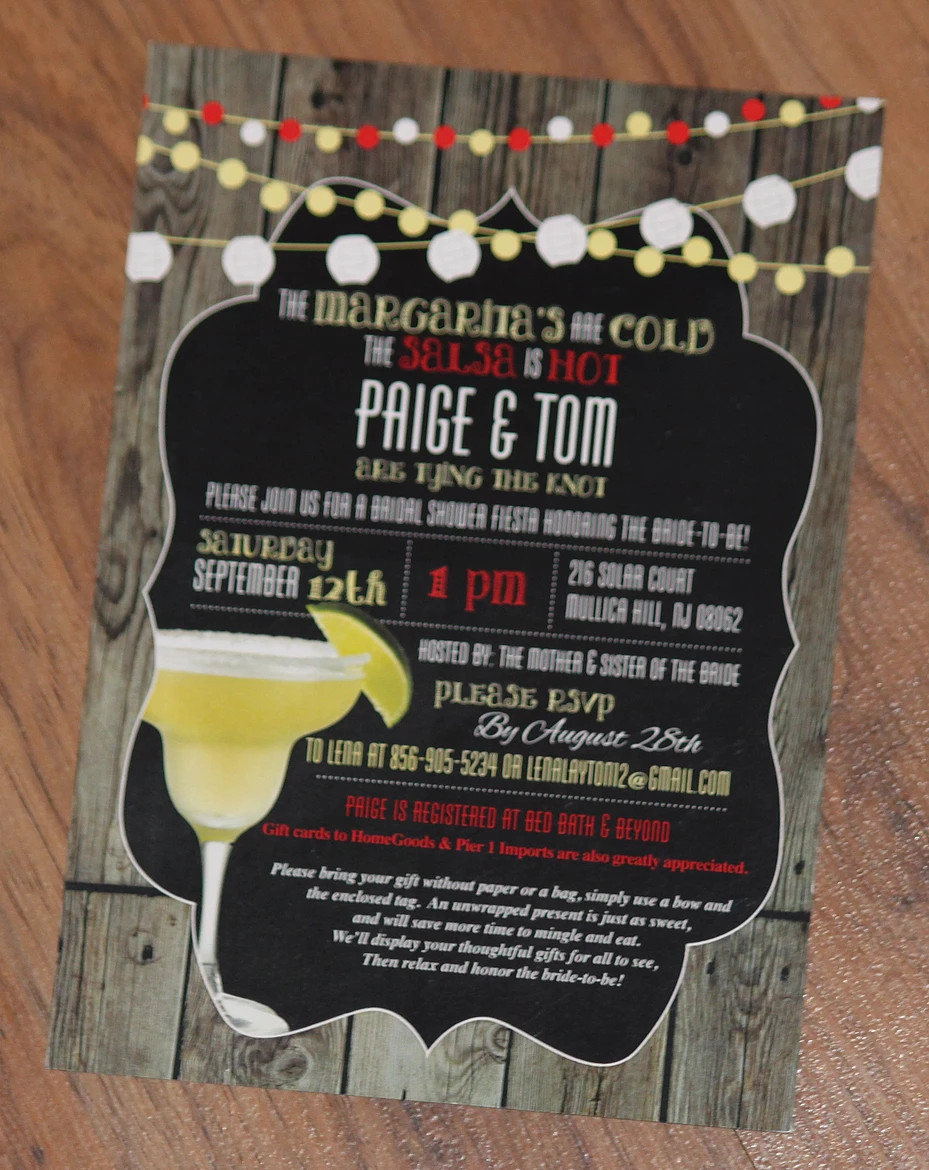 THE MARGARITA'S ARE COLD
THE SALSA IS HOT
PAIGE & TOM
ARE TYING THE KNOT
PLEASE JOIN US FOR A BRIDAL SHOWER FIESTA HONORING THE BRIDE-TO-BE!
SATURDAY
SEPTEMBER 12th
1 pm
216 SOLAR COURT
MULLICA HILL, NJ 08062
HOSTED BY: THE MOTHER & SISTER OF THE BRIDE
PLEASE RSVP
By August 28th
TO LENA AT 856-905-5234 OR LENALAYTON12@GMAIL.COM
PAIGE IS REGISTERED AT BED BATH & BEYOND
Gift cards to HomeGoods & Pier 1 Imports are also greatly appreciated.
Please bring your gift without paper or a bag, simply use a bow and
the enclosed tag. An unwrapped present is just as sweet,
and will save more time to mingle and eat.
We'll display your thoughtful gifts for all to see,
Then relax and honor the bride-to-be!